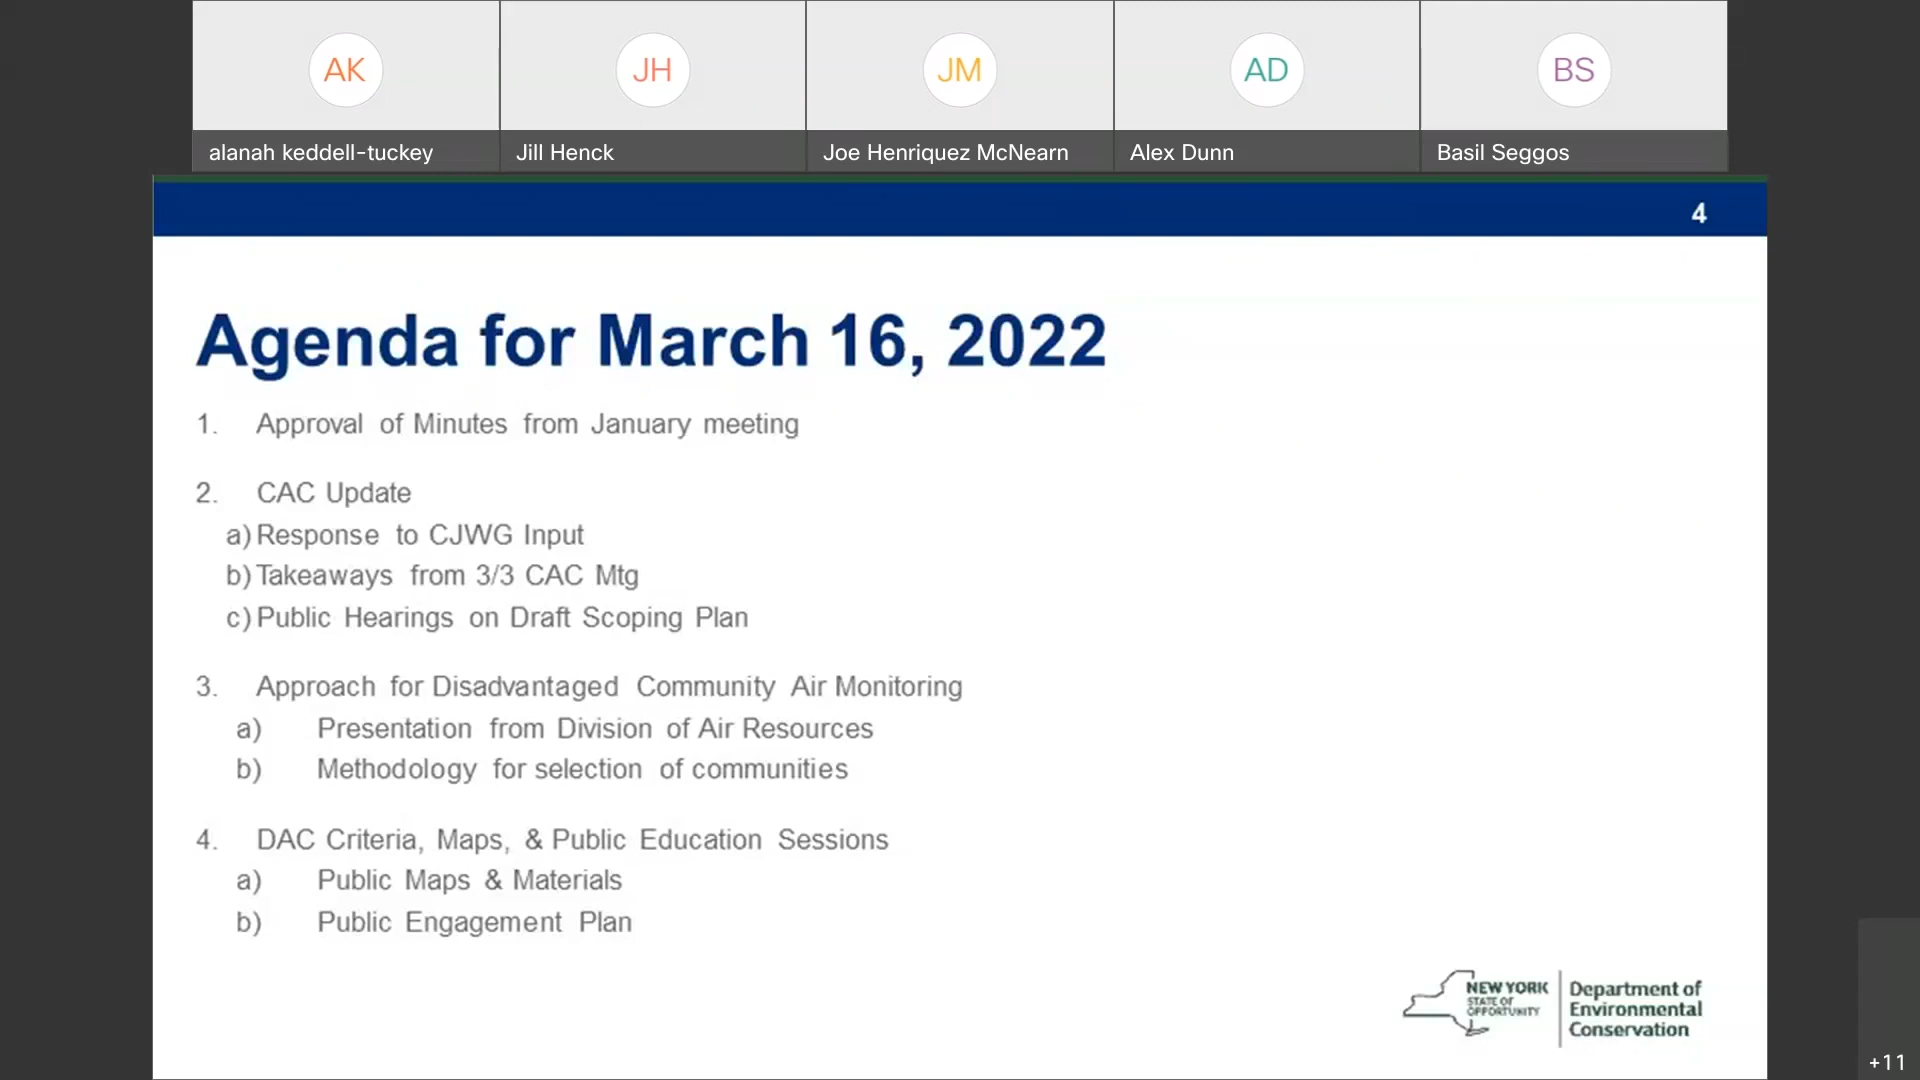 AK
JH
JM
AD
BS
alanah keddell-tuckey
Jill Henck
Joe Henriquez McNearn
Alex Dunn
Basil Seggos
4
Agenda for March 16, 2022
1. Approval of Minutes from January meeting
2. CAC Update
a) Response to CJWG Input
b) Takeaways from 3/3 CAC Mtg
c) Public Hearings on Draft Scoping Plan
3. Approach for Disadvantaged Community Air Monitoring
a) Presentation from Division of Air Resources
b) Methodology for selection of communities
4. DAC Criteria, Maps, & Public Education Sessions
a) Public Maps & Materials
b) Public Engagement Plan
NEW YORK
STATE OF
OPPORTUNITY
Department of
Environmental
Conservation
+11